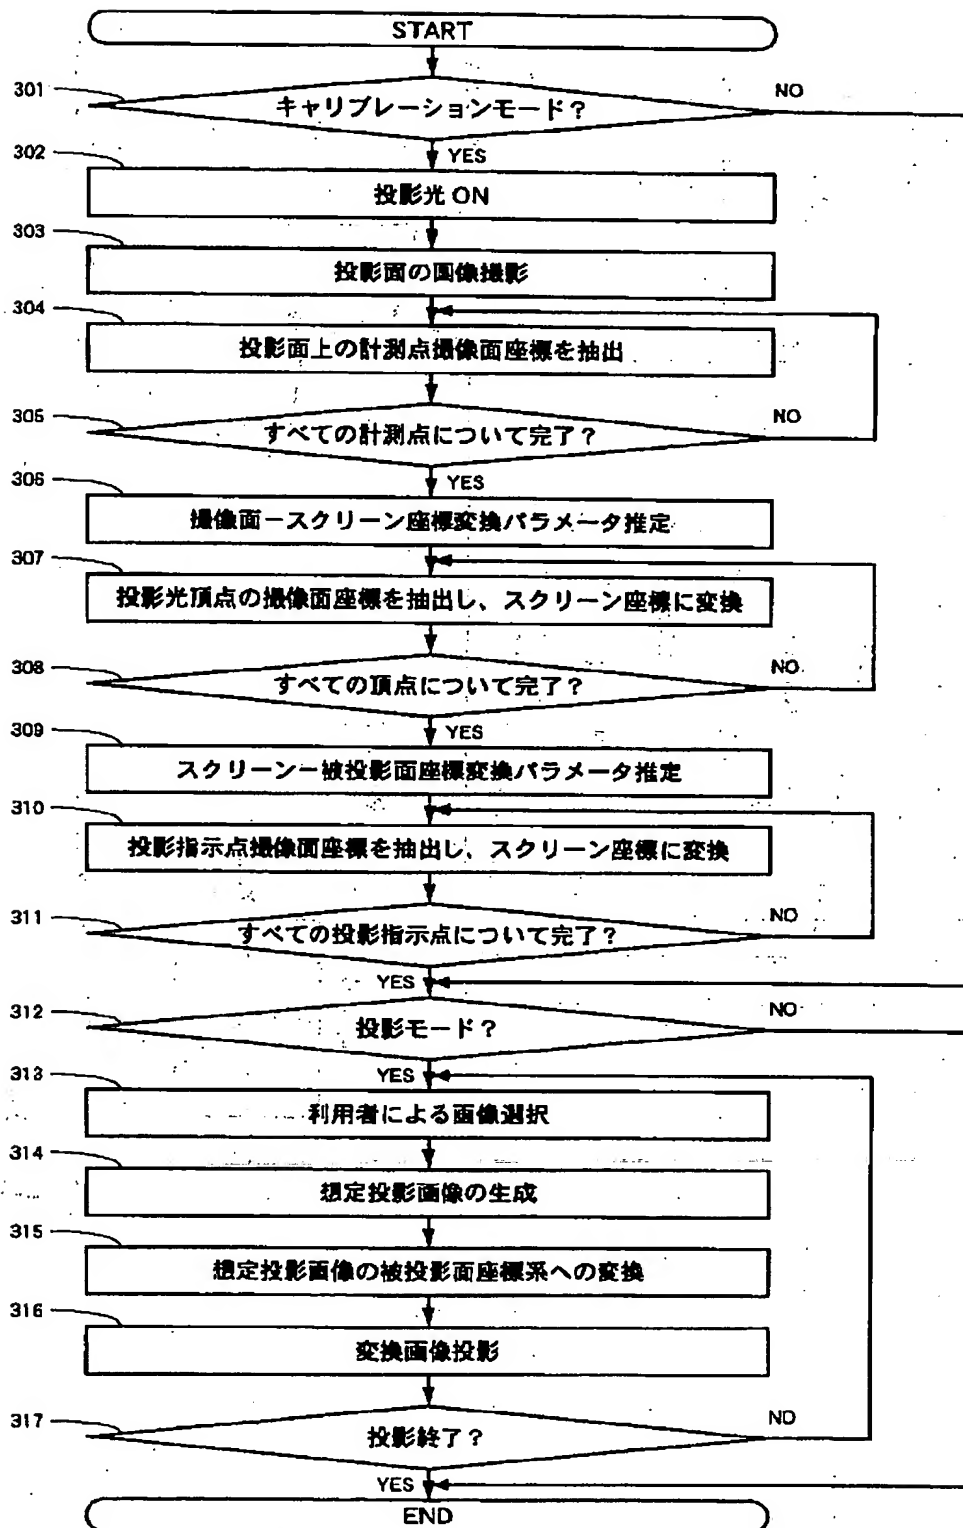 START
301
キャリブレーションモード?
NO
YES
302
投影光 ON
303
投影面の画像撮影
304
投影面上の計測点撮像面座標を抽出
305
すべての計測点について完了?
NO
YES
306
撮像面－スクリーン座標変換パラメータ推定
307
投影光頂点の撮像面座標を抽出し、スクリーン座標に変換
308
すべての頂点について完了?
NO
YES
309
スクリーン－被投影面座標変換パラメータ推定
310
投影指示点撮像面座標を抽出し、スクリーン座標に変換
311
すべての投影指示点について完了?
NO
YES
312
投影モード?
NO
YES
313
利用者による画像選択
314
想定投影画像の生成
315
想定投影画像の被投影面座標系への変換
316
変換画像投影
317
投影終了?
NO
YES
END